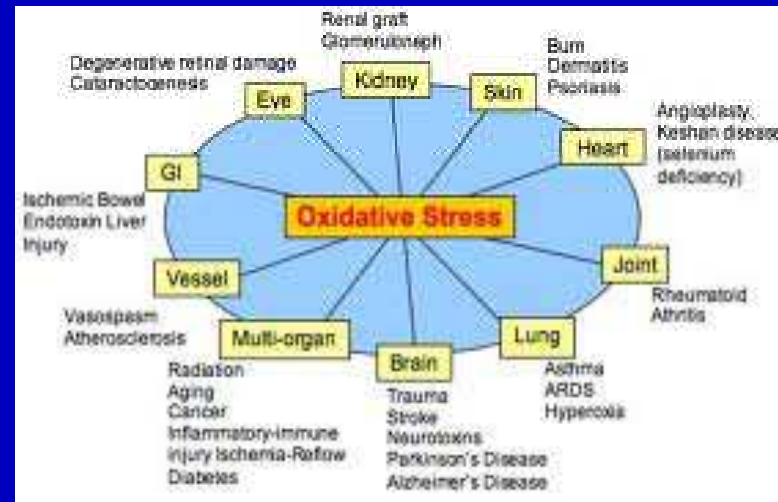 Renal graft
Glomeruloneph
Kidney
Degenerative retinal damage
Cataractogenesis
Eye
Burn
Dermatitis
Psoriasis
Skin
Angioplasty,
Keshan disease
(selenium
deficiency)
Heart
GI
Ischemic Bowel
Endotoxin Liver
Injury
Oxidative Stress
Vessel
Vasospasm
Atherosclerosis
Joint
Rheumatoid
Athritis
Multi-organ
Radiation
Aging
Cancer
Inflammatory-immune
injury Ischemia-Reflow
Diabetes
Brain
Trauma
Stroke
Neurotoxins
Parkinson's Disease
Alzheimer's Disease
Lung
Asthma
ARDS
Hyperoxia